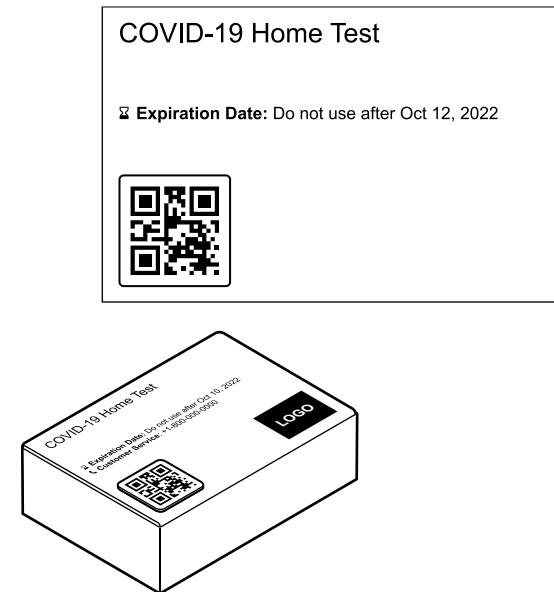 COVID-19 Home Test
⌛ Expiration Date: Do not use after Oct 12, 2022
COVID-19 Home Test
⌛ Expiration Date: Do not use after Oct 10, 2022
📞 Customer Service: +1-800-000-0000
LOGO